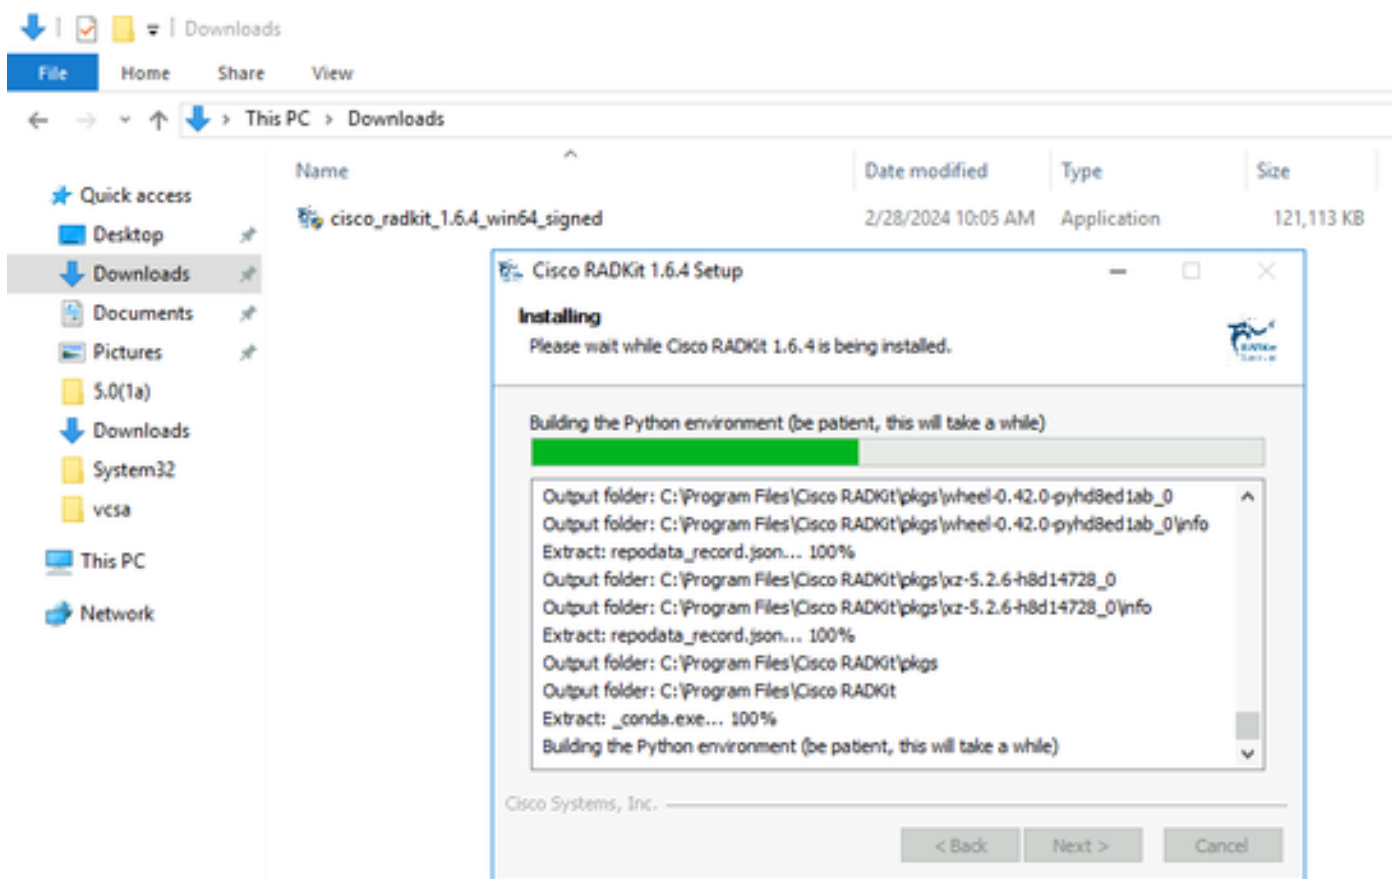 Downloads
File Home Share View
This PC > Downloads
Name Date modified Type Size
Quick access
Desktop
Downloads
Documents
Pictures
5.0(1a)
Downloads
System32
vcsa
This PC
Network
cisco_radkit_1.6.4_win64_signed 2/28/2024 10:05 AM Application 121,113 KB
Cisco RADKit 1.6.4 Setup
Installing
Please wait while Cisco RADKit 1.6.4 is being installed.
Building the Python environment (be patient, this will take a while)
Output folder: C:\Program Files\Cisco RADKit\pkgs\wheel-0.42.0-pyhd8ed1ab_0
Output folder: C:\Program Files\Cisco RADKit\pkgs\wheel-0.42.0-pyhd8ed1ab_0\info
Extract: repodata_record.json... 100%
Output folder: C:\Program Files\Cisco RADKit\pkgs\xz-5.2.6-h8d14728_0
Output folder: C:\Program Files\Cisco RADKit\pkgs\xz-5.2.6-h8d14728_0\info
Extract: repodata_record.json... 100%
Output folder: C:\Program Files\Cisco RADKit\pkgs
Output folder: C:\Program Files\Cisco RADKit
Extract: _conda.exe... 100%
Building the Python environment (be patient, this will take a while)
Cisco Systems, Inc.
< Back Next > Cancel